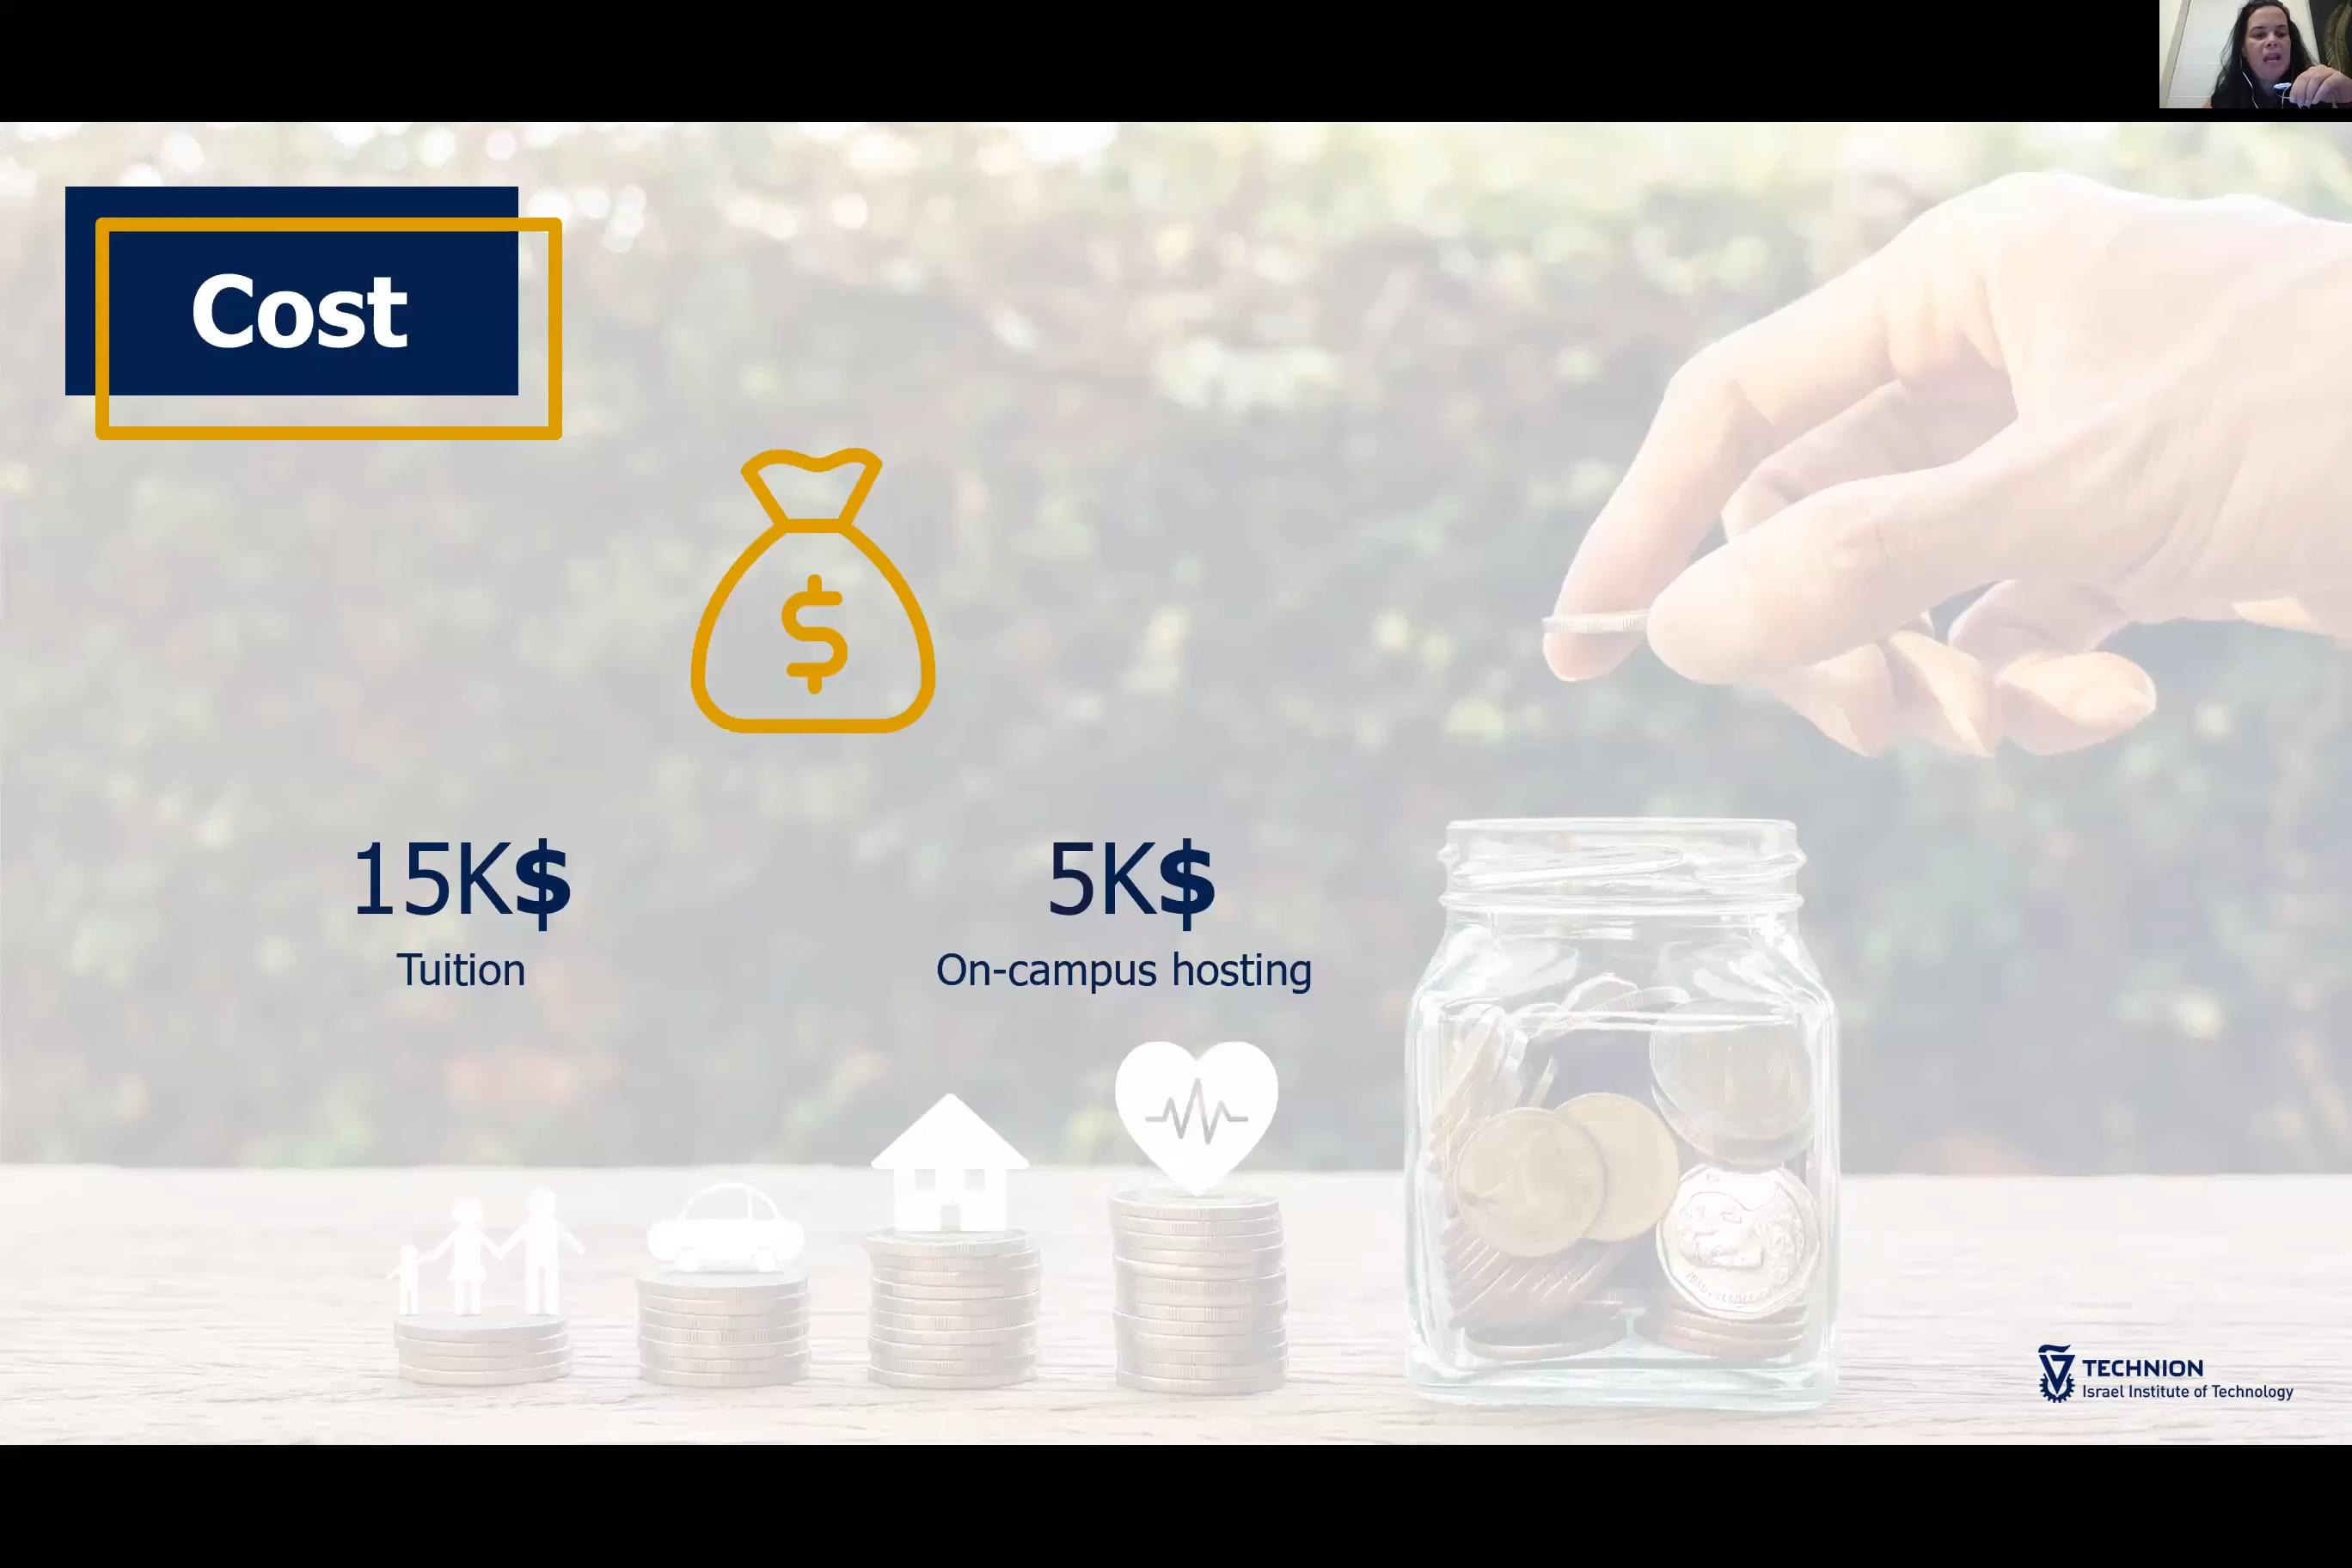 Cost
$
15K$
Tuition
5K$
On-campus hosting
TECHNION
Israel Institute of Technology